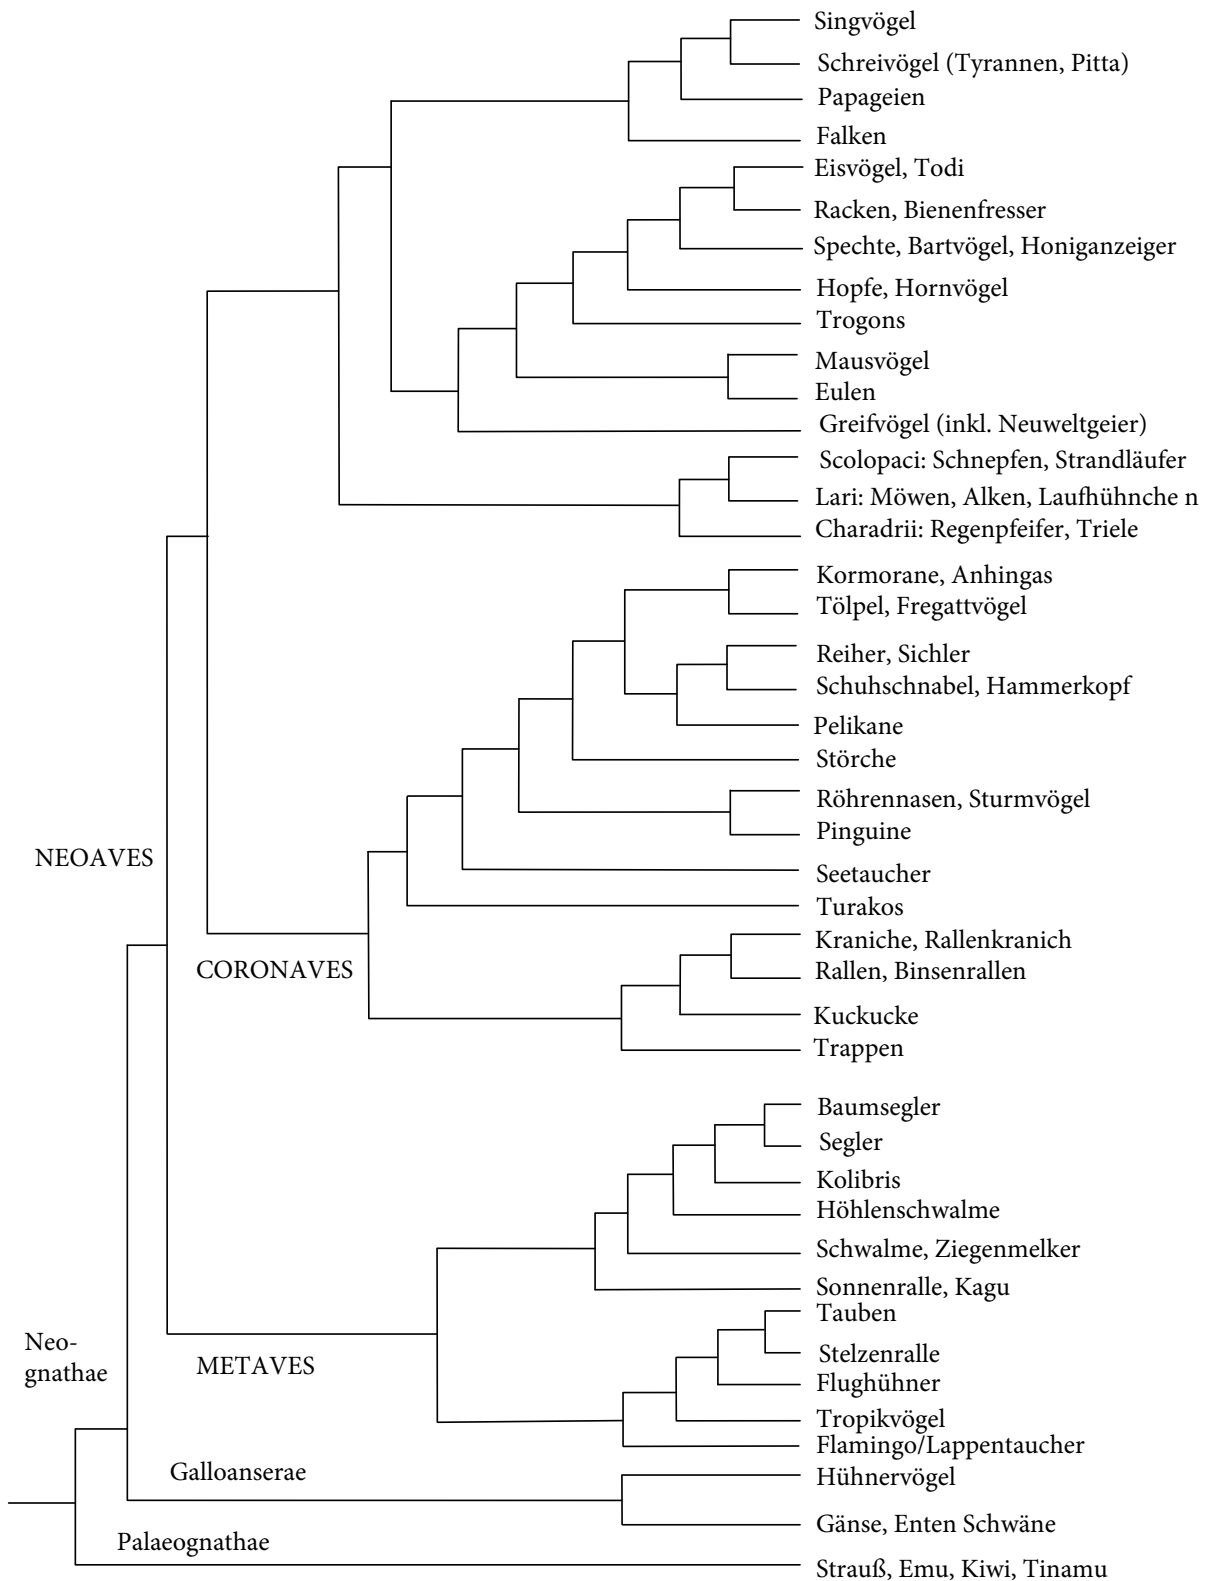 Singvögel
Schreivögel (Tyrannen, Pitta)
Papageien
Falken
Eisvögel, Todi
Racken, Bienenfresser
Spechte, Bartvögel, Honiganzeiger
Hopfe, Hornvögel
Trogons
Mausvögel
Eulen
Greifvögel (inkl. Neuweltgeier)
Scolopaci: Schnepfen, Strandläufer
Lari: Möwen, Alken, Laufhühnche n
Charadrii: Regenpfeifer, Triele
Kormorane, Anhingas
Tölpel, Fregattvögel
Reiher, Sichler
Schuhschnabel, Hammerkopf
Pelikane
Störche
Röhrennasen, Sturmvögel
Pinguine
NEOAVES
Seetaucher
Turakos
Kraniche, Rallenkranich
CORONAVES
Rallen, Binsenrallen
Kuckucke
Trappen
Baumsegler
Segler
Kolibris
Höhlenschwalme
Schwalme, Ziegenmelker
Sonnenralle, Kagu
Tauben
Neo-
gnathae
METAVES
Stelzenralle
Flughühner
Tropikvögel
Flamingo/Lappentaucher
Galloanserae
Hühnervögel
Gänse, Enten Schwäne
Palaeognathae
Strauß, Emu, Kiwi, Tinamu